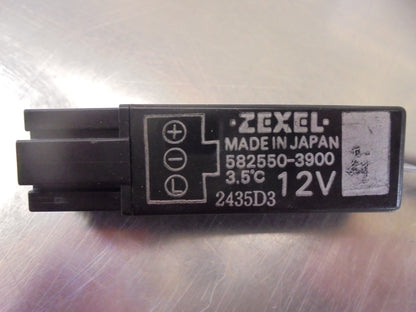 ·ZEXEL·
MADE IN JAPAN
582550-3900
3.5°C 12V
2435D3
+
−
L